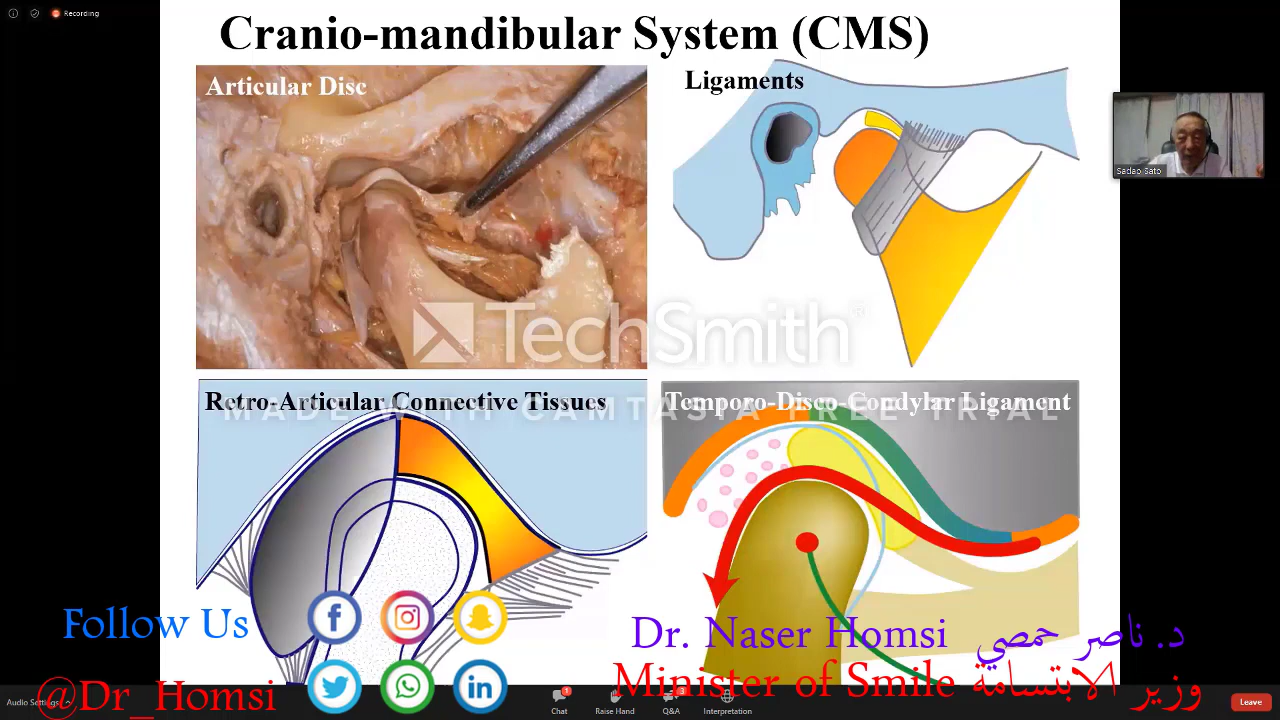 Recording
Cranio-mandibular System (CMS)
Articular Disc
Ligaments
Sadao Sato
TechSmith®
Retro-Articular Connective Tissues
Temporo-Disco-Condylar Ligament
MADE WITH CAMTASIA FREE TRIAL
Follow Us
Dr. Naser Homsi د. ناصر حمصي
@Dr_Homsi
Minister of Smile وزير الابتسامة
Audio Settings
1
3
Chat
Raise Hand
Q&A
Interpretation
Leave